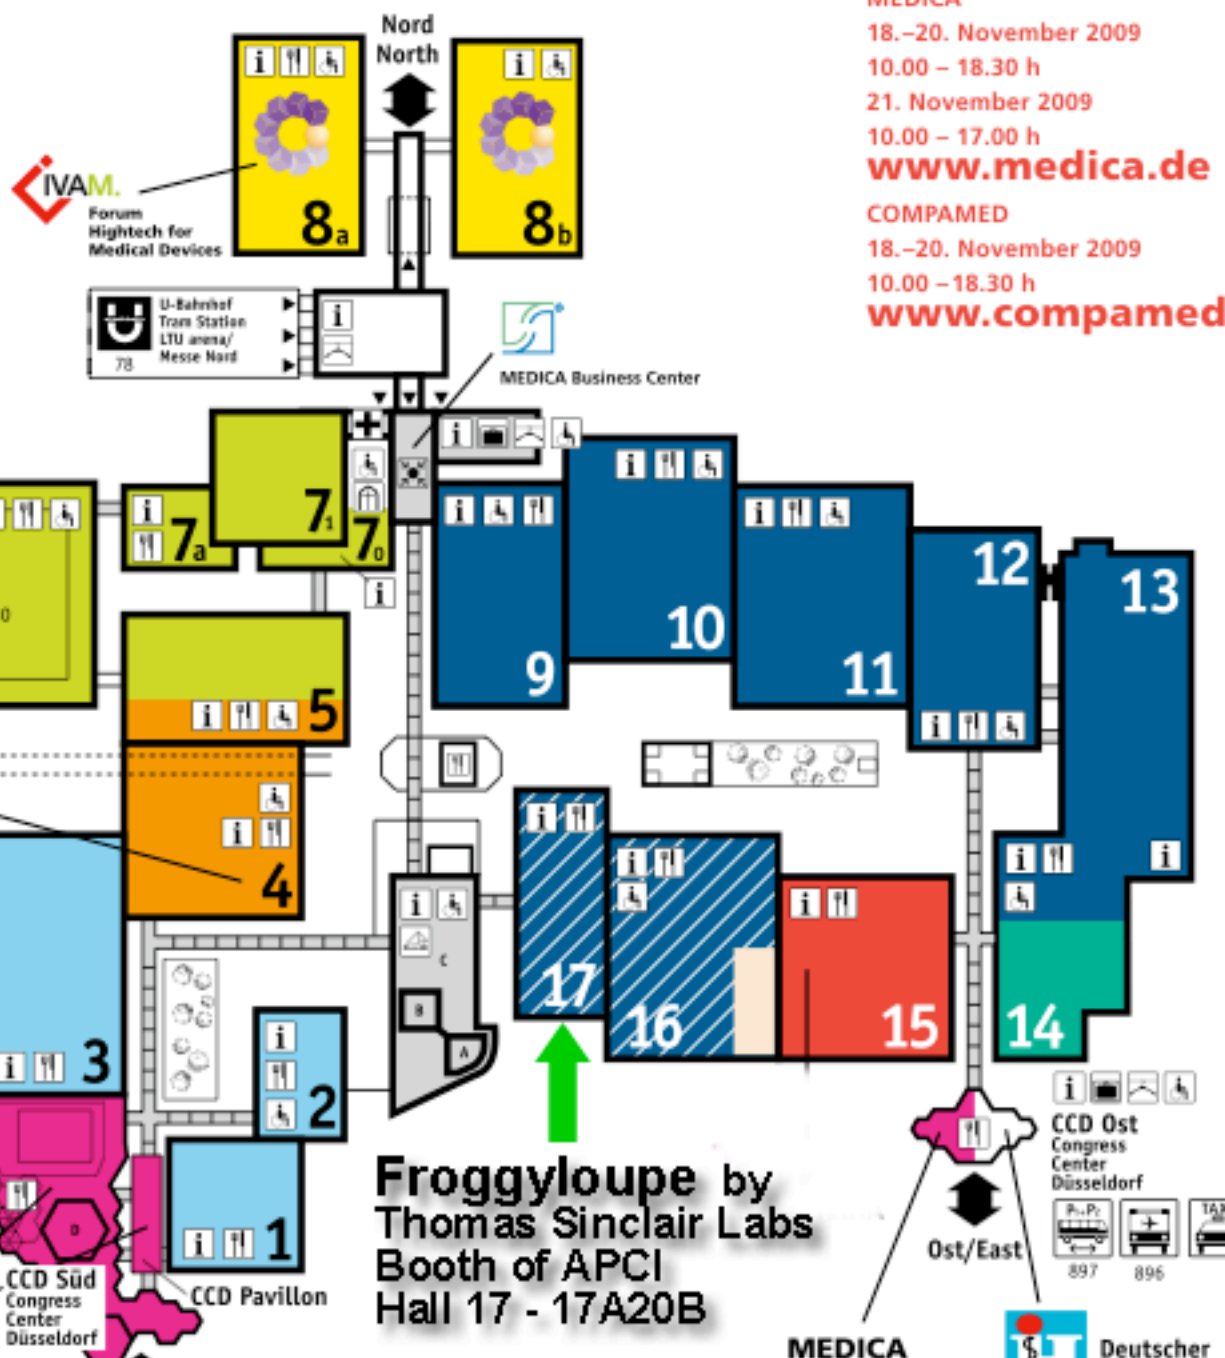 MEDICA
18.–20. November 2009
10.00 – 18.30 h
21. November 2009
10.00 – 17.00 h
www.medica.de
COMPAMED
18.–20. November 2009
10.00 –18.30 h
www.compamed
Nord
North
8a
8b
IVAM.
Forum
Hightech for
Medical Devices
U-Bahnhof
Tram Station
LTU arena/
Messe Nord
78
MEDICA Business Center
7a
71
70
9
10
11
12
13
5
4
3
2
1
17
16
15
14
C
B
A
D
0
Froggyloupe by
Thomas Sinclair Labs
Booth of APCI
Hall 17 - 17A20B
CCD Ost
Congress
Center
Düsseldorf
P1+P2
TAX
897
896
Ost/East
CCD Süd
Congress
Center
Düsseldorf
CCD Pavillon
MEDICA
Deutscher